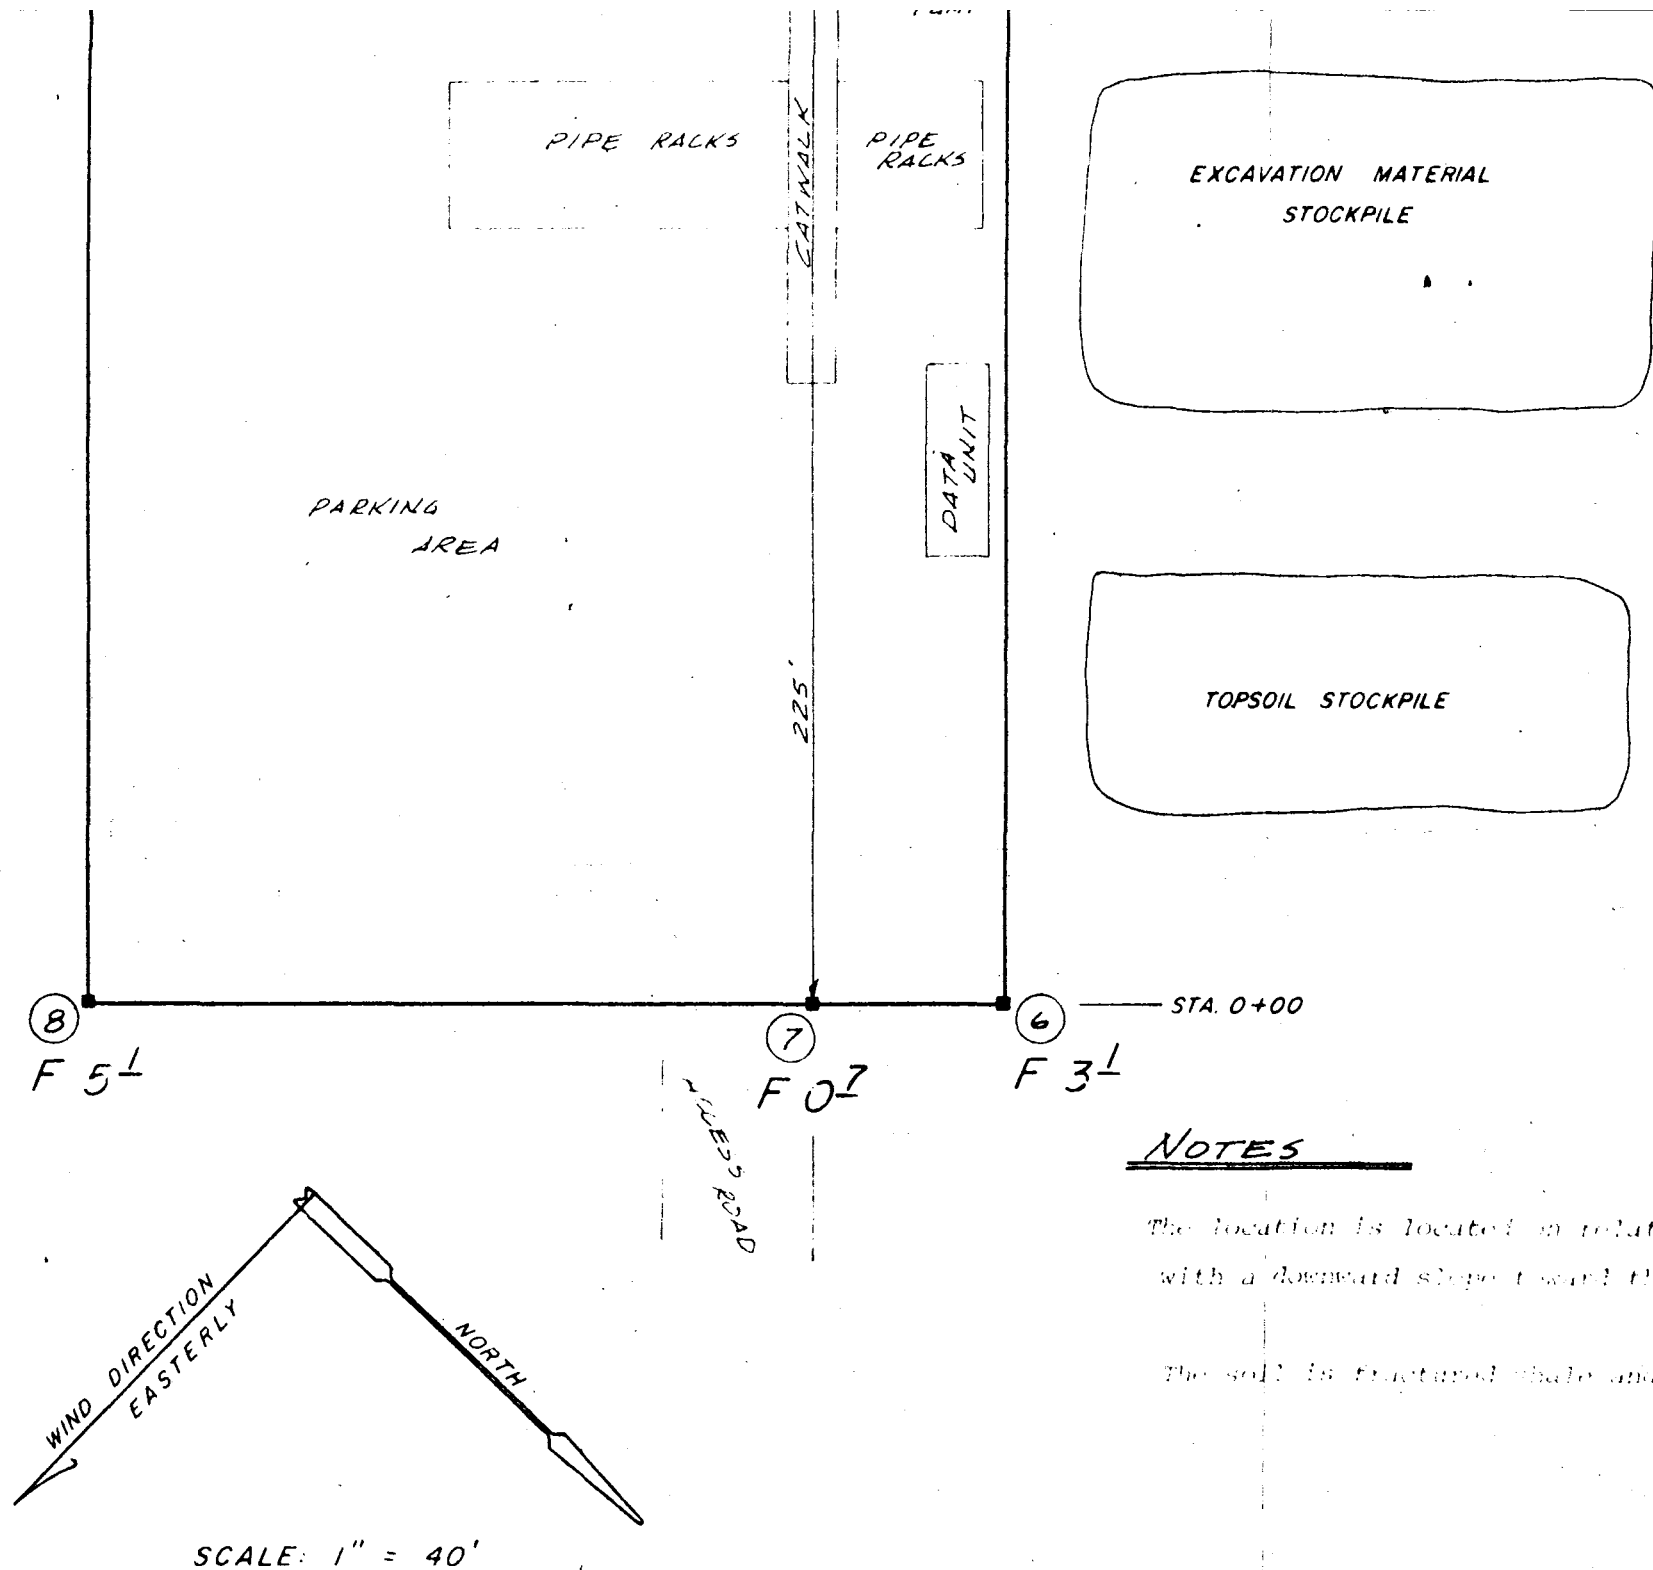 PIPE RACKS
PIPE
RACKS
CATWALK
EXCAVATION MATERIAL
STOCKPILE
DATA
UNIT
PARKING
AREA
225'
TOPSOIL STOCKPILE
8
7
6
STA. 0+00
F 5 1
F 0 7
F 3 1
ROAD
NOTES
The location is located on
with a downward slope toward
The soil is fractured shale and
WIND DIRECTION
EASTERLY
NORTH
SCALE: 1" = 40'